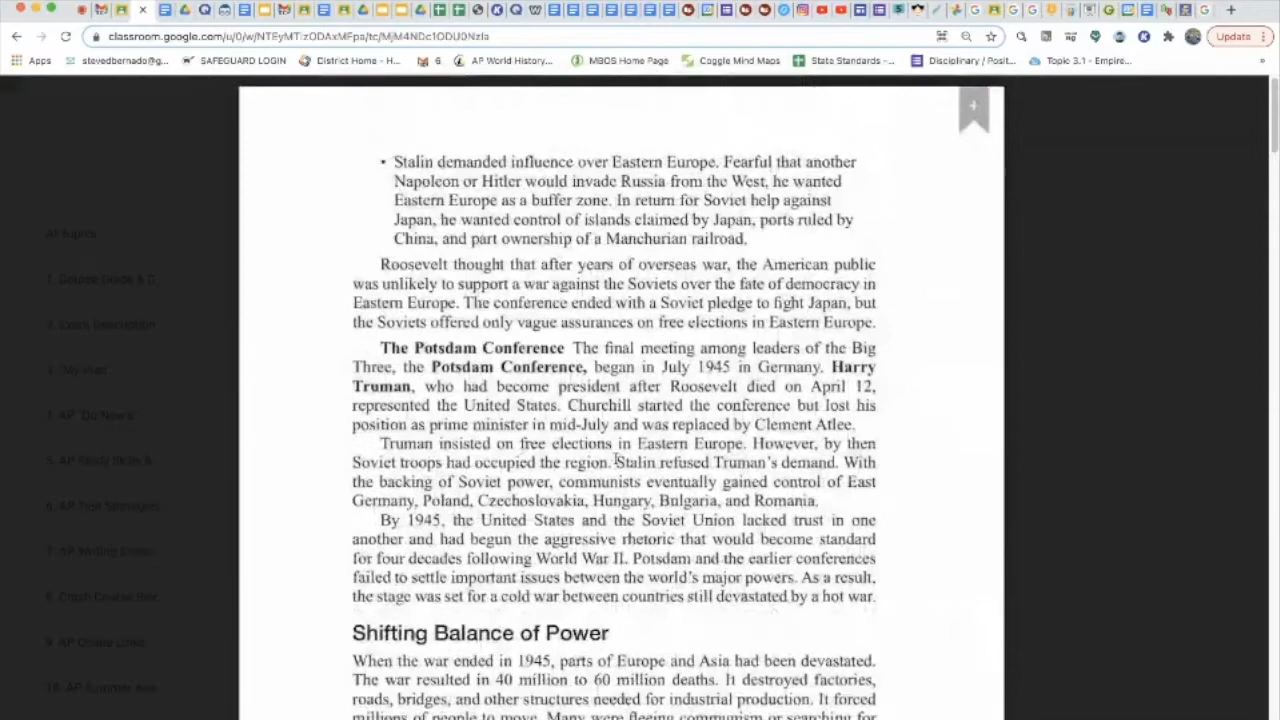 classroom.google.com/u/0/w/NTEyMTizODAxMFpa/tc/MjM4NDc1ODU0Nzla
Update
Apps
stevedbernado@g...
SAFEGUARD LOGIN
District Home - H...
6
AP World History...
MBOS Home Page
Coggle Mind Maps
State Standards -...
Disciplinary / Posit...
Topic 3.1 - Empire...
• Stalin demanded influence over Eastern Europe. Fearful that another
Napoleon or Hitler would invade Russia from the West, he wanted
Eastern Europe as a buffer zone. In return for Soviet help against
Japan, he wanted control of islands claimed by Japan, ports ruled by
China, and part ownership of a Manchurian railroad.
Roosevelt thought that after years of overseas war, the American public
was unlikely to support a war against the Soviets over the fate of democracy in
Eastern Europe. The conference ended with a Soviet pledge to fight Japan, but
the Soviets offered only vague assurances on free elections in Eastern Europe.
The Potsdam Conference The final meeting among leaders of the Big
Three, the Potsdam Conference, began in July 1945 in Germany. Harry
Truman, who had become president after Roosevelt died on April 12,
represented the United States. Churchill started the conference but lost his
position as prime minister in mid-July and was replaced by Clement Atlee.
Truman insisted on free elections in Eastern Europe. However, by then
Soviet troops had occupied the region. Stalin refused Truman's demand. With
the backing of Soviet power, communists eventually gained control of East
Germany, Poland, Czechoslovakia, Hungary, Bulgaria, and Romania.
By 1945, the United States and the Soviet Union lacked trust in one
another and had begun the aggressive rhetoric that would become standard
for four decades following World War II. Potsdam and the earlier conferences
failed to settle important issues between the world's major powers. As a result,
the stage was set for a cold war between countries still devastated by a hot war.
Shifting Balance of Power
When the war ended in 1945, parts of Europe and Asia had been devastated.
The war resulted in 40 million to 60 million deaths. It destroyed factories,
roads, bridges, and other structures needed for industrial production. It forced
millions of people to move. Many were fleeing communism or searching for